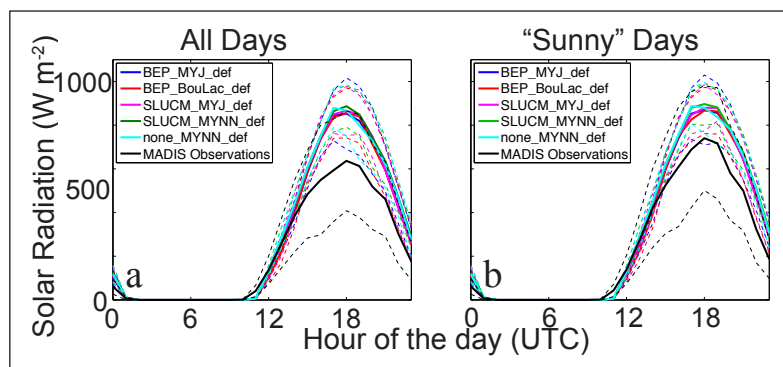 All Days
“Sunny” Days
Solar Radiation (W m⁻²)
1000
500
0
BEP_MYJ_def
BEP_BouLac_def
SLUCM_MYJ_def
SLUCM_MYNN_def
none_MYNN_def
MADIS Observations
a
0
6
12
18
BEP_MYJ_def
BEP_BouLac_def
SLUCM_MYJ_def
SLUCM_MYNN_def
none_MYNN_def
MADIS Observations
b
0
6
12
18
Hour of the day (UTC)